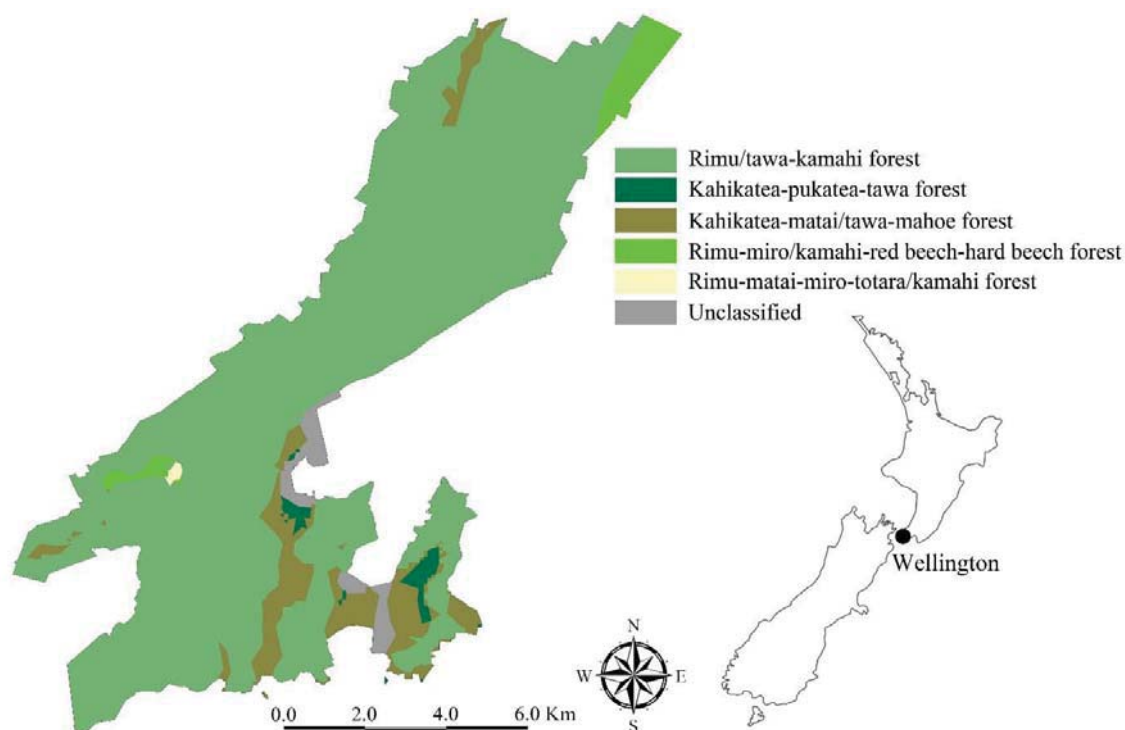 Rimu/tawa-kamahi forest
Kahikatea-pukatea-tawa forest
Kahikatea-matai/tawa-mahoe forest
Rimu-miro/kamahi-red beech-hard beech forest
Rimu-matai-miro-totara/kamahi forest
Unclassified
Wellington
N
W E
S
0.0 2.0 4.0 6.0 Km